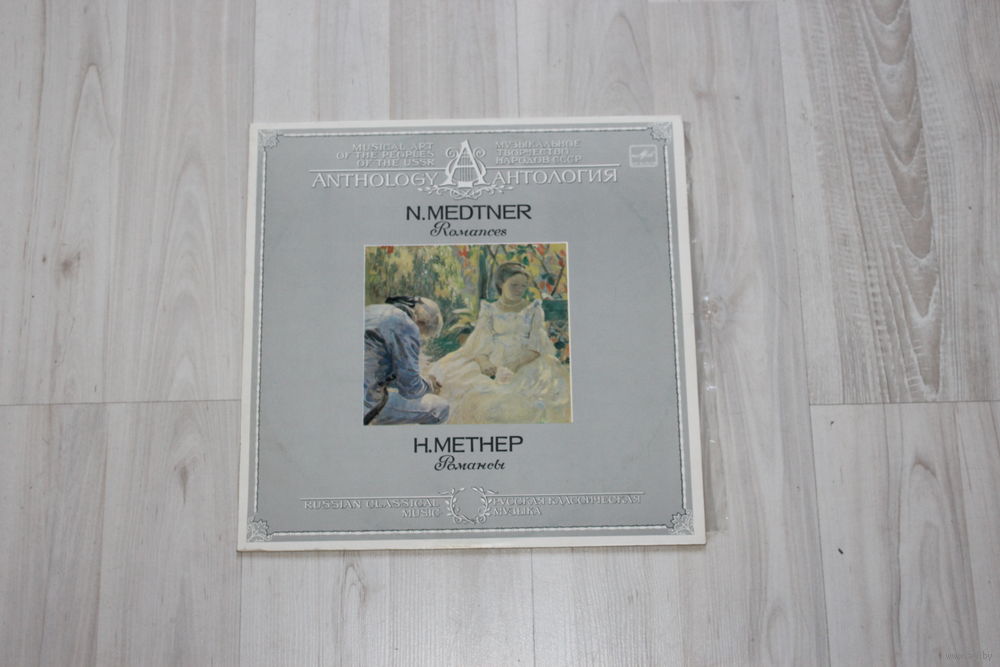 MUSICAL ART
OF THE PEOPLES
OF THE USSR
МУЗЫКАЛЬНОЕ
ТВОРЧЕСТВО
НАРОДОВ СССР
ANTHOLOGY
АНТОЛОГИЯ
N.MEDTNER
Romances
Н.МЕТНЕР
Романсы
RUSSIAN CLASSICAL
MUSIC
РУССКАЯ КЛАССИЧЕСКАЯ
МУЗЫКА